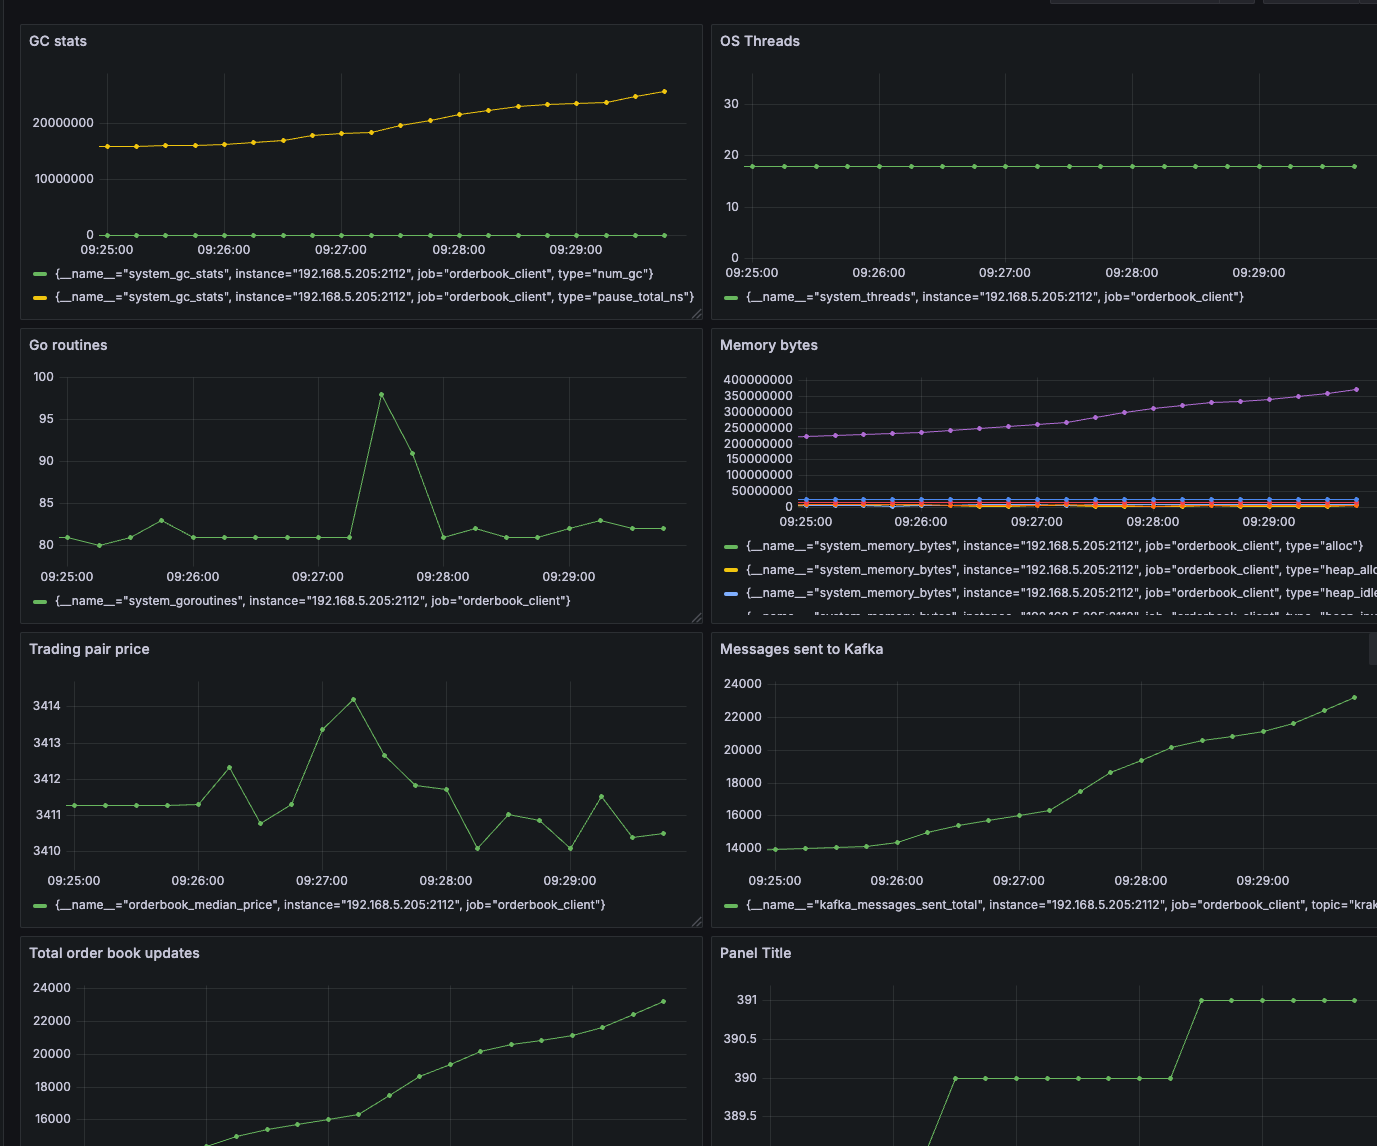 GC stats
20000000
10000000
0
09:25:00 09:26:00 09:27:00 09:28:00 09:29:00
{__name__="system_gc_stats", instance="192.168.5.205:2112", job="orderbook_client", type="num_gc"}
{__name__="system_gc_stats", instance="192.168.5.205:2112", job="orderbook_client", type="pause_total_ns"}
OS Threads
30
20
10
0
09:25:00 09:26:00 09:27:00 09:28:00 09:29:00
{__name__="system_threads", instance="192.168.5.205:2112", job="orderbook_client"}
Go routines
100
95
90
85
80
09:25:00 09:26:00 09:27:00 09:28:00 09:29:00
{__name__="system_goroutines", instance="192.168.5.205:2112", job="orderbook_client"}
Memory bytes
400000000
350000000
300000000
250000000
200000000
150000000
100000000
50000000
0
09:25:00 09:26:00 09:27:00 09:28:00 09:29:00
{__name__="system_memory_bytes", instance="192.168.5.205:2112", job="orderbook_client", type="alloc"}
{__name__="system_memory_bytes", instance="192.168.5.205:2112", job="orderbook_client", type="heap_allo
{__name__="system_memory_bytes", instance="192.168.5.205:2112", job="orderbook_client", type="heap_idle
Trading pair price
3414
3413
3412
3411
3410
09:25:00 09:26:00 09:27:00 09:28:00 09:29:00
{__name__="orderbook_median_price", instance="192.168.5.205:2112", job="orderbook_client"}
Messages sent to Kafka
24000
22000
20000
18000
16000
14000
09:25:00 09:26:00 09:27:00 09:28:00 09:29:00
{__name__="kafka_messages_sent_total", instance="192.168.5.205:2112", job="orderbook_client", topic="krak
Total order book updates
24000
22000
20000
18000
16000
Panel Title
391
390.5
390
389.5